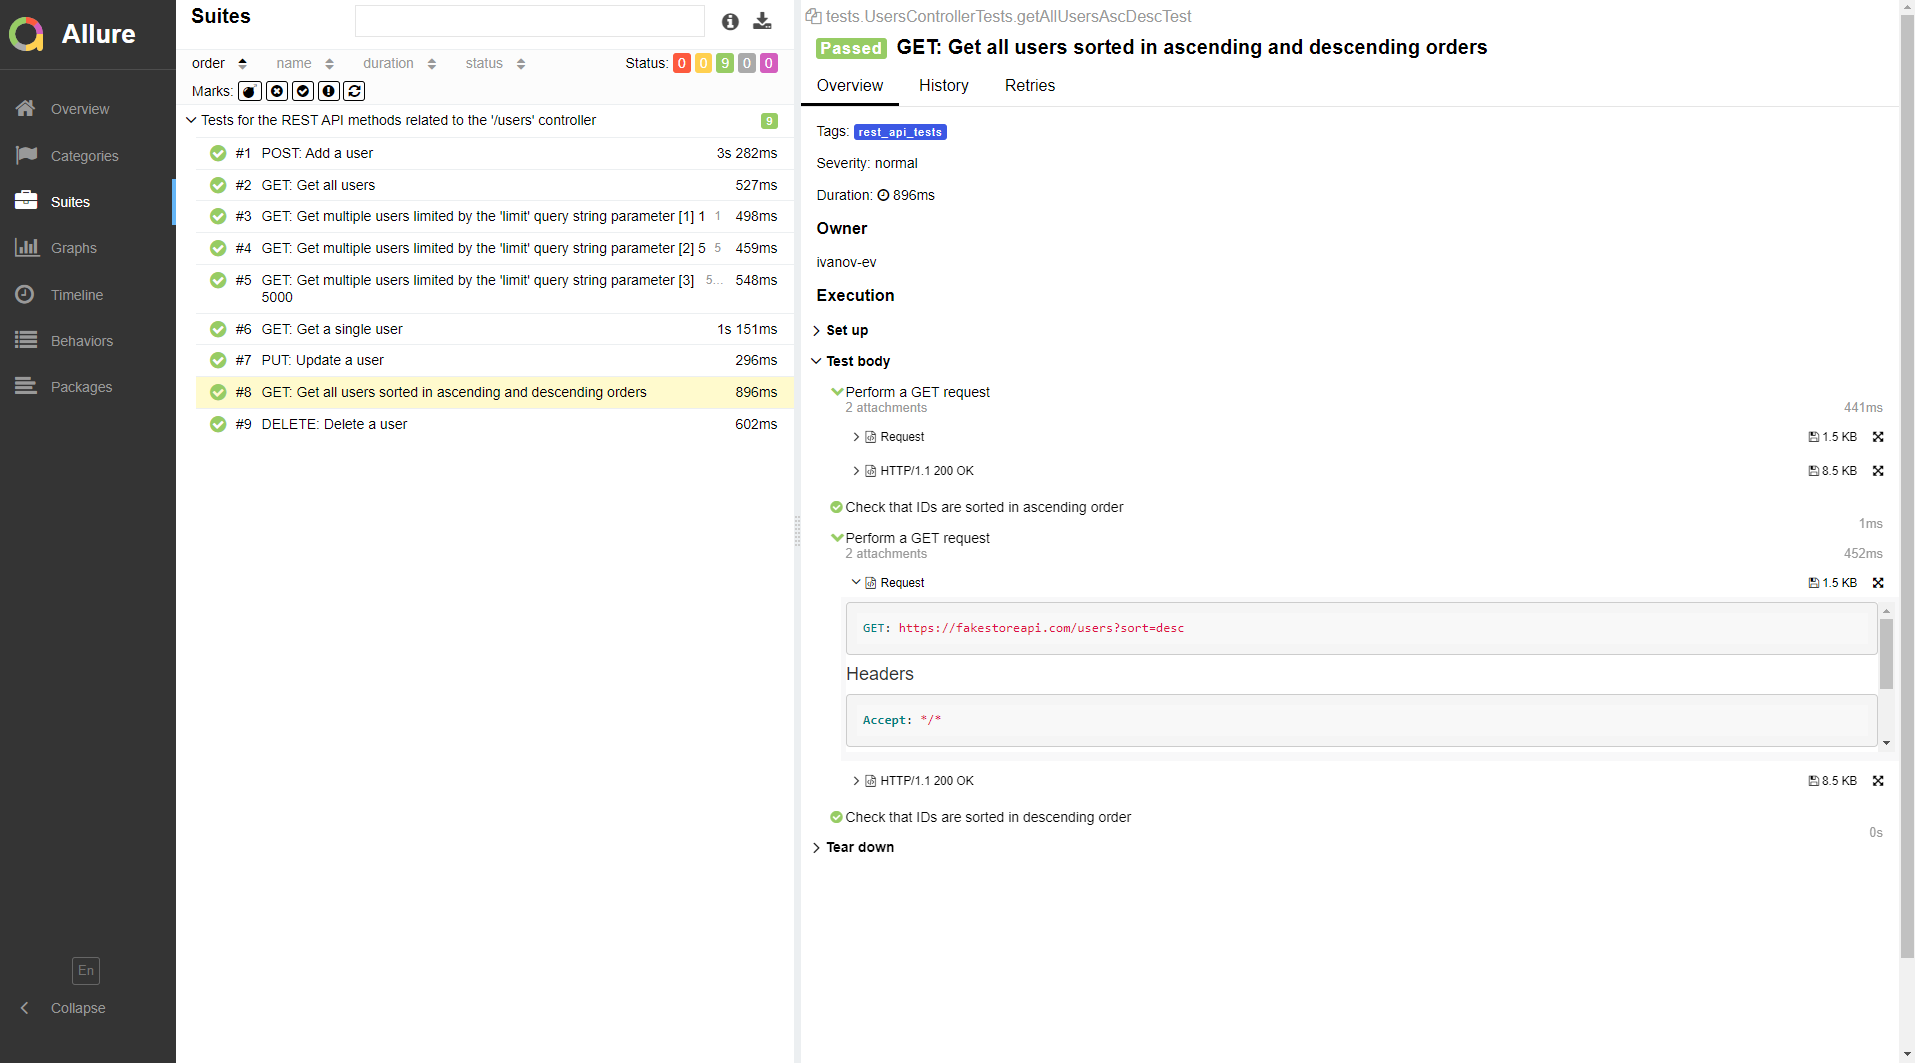 Allure
Overview
Categories
Suites
Graphs
Timeline
Behaviors
Packages
En
Collapse
Suites
order name duration status Status: 0 0 9 0 0
Marks:
Tests for the REST API methods related to the '/users' controller 9
#1 POST: Add a user 3s 282ms
#2 GET: Get all users 527ms
#3 GET: Get multiple users limited by the 'limit' query string parameter [1] 1 1 498ms
#4 GET: Get multiple users limited by the 'limit' query string parameter [2] 5 5 459ms
#5 GET: Get multiple users limited by the 'limit' query string parameter [3] 5... 548ms
5000
#6 GET: Get a single user 1s 151ms
#7 PUT: Update a user 296ms
#8 GET: Get all users sorted in ascending and descending orders 896ms
#9 DELETE: Delete a user 602ms
tests.UsersControllerTests.getAllUsersAscDescTest
Passed GET: Get all users sorted in ascending and descending orders
Overview History Retries
Tags: rest_api_tests
Severity: normal
Duration: 896ms
Owner
ivanov-ev
Execution
Set up
Test body
Perform a GET request
2 attachments 441ms
Request 1.5 KB
HTTP/1.1 200 OK 8.5 KB
Check that IDs are sorted in ascending order
1ms
Perform a GET request
2 attachments 452ms
Request 1.5 KB
GET: https://fakestoreapi.com/users?sort=desc
Headers
Accept: */*
HTTP/1.1 200 OK 8.5 KB
Check that IDs are sorted in descending order
0s
Tear down